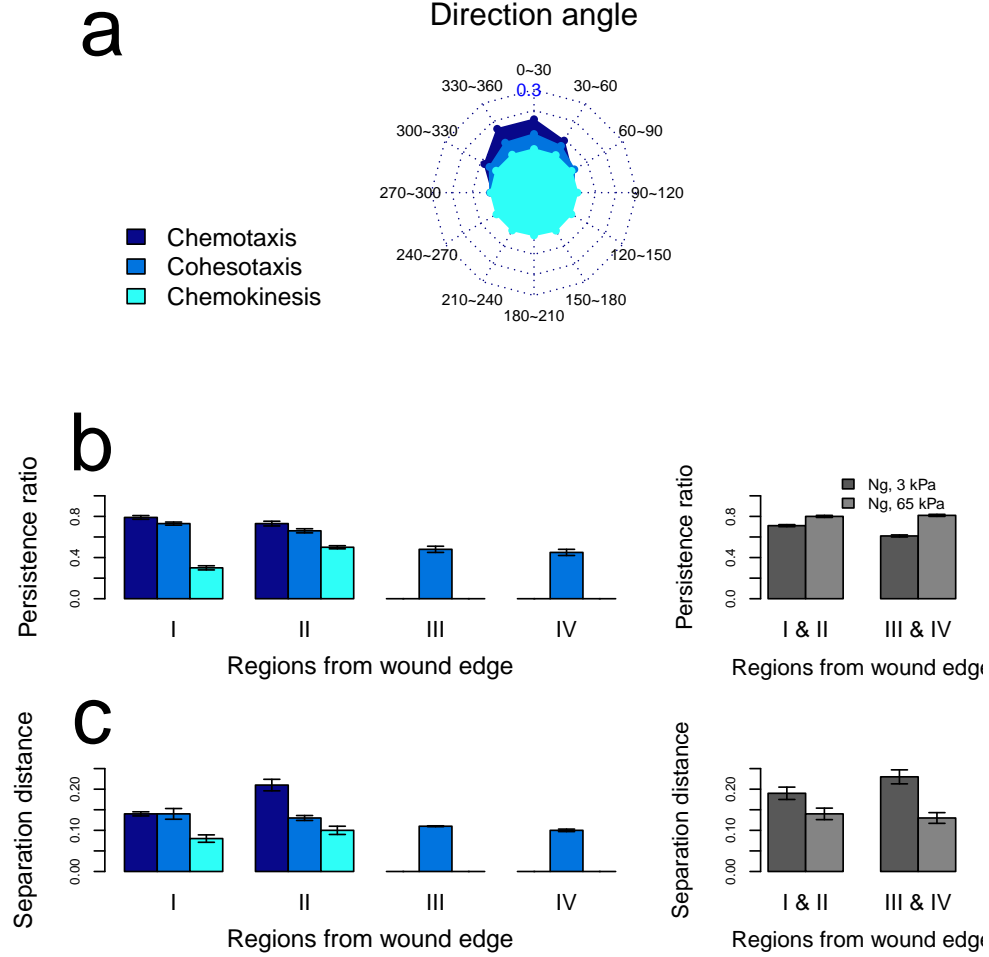 a
Direction angle
0~30
30~60
60~90
90~120
120~150
150~180
180~210
210~240
240~270
270~300
300~330
330~360
0.3
Chemotaxis
Cohesotaxis
Chemokinesis
b
Persistence ratio
0.0
0.4
0.8
I
II
III
IV
Regions from wound edge
Persistence ratio
0.0
0.4
0.8
Ng, 3 kPa
Ng, 65 kPa
I & II
III & IV
Regions from wound edge
c
Separation distance
0.00
0.10
0.20
I
II
III
IV
Regions from wound edge
Separation distance
0.00
0.10
0.20
I & II
III & IV
Regions from wound edge